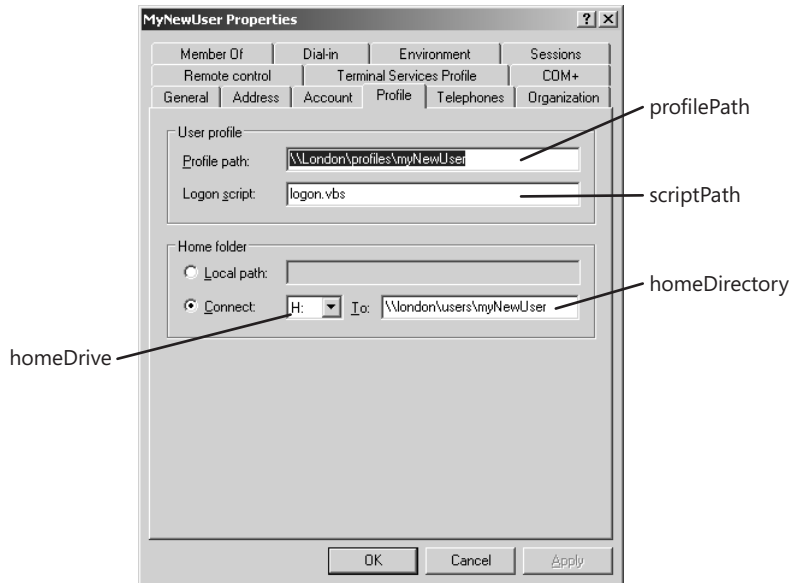 MyNewUser Properties
Member Of Dial-in Environment Sessions
Remote control Terminal Services Profile COM+
General Address Account Profile Telephones Organization
profilePath
User profile
Profile path: \\London\profiles\myNewUser
Logon script: logon.vbs
scriptPath
Home folder
Local path:
homeDirectory
Connect: H: To: \\london\users\myNewUser
homeDrive
OK Cancel Apply